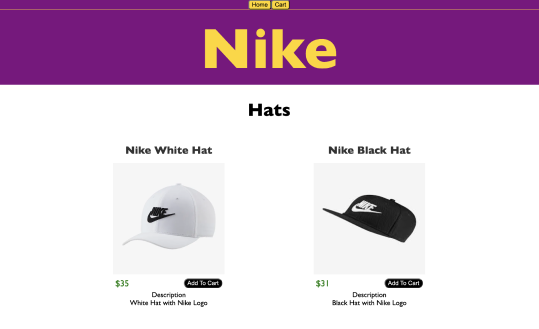 Home Cart
Nike
Hats
Nike White Hat
NIKE
$35 Add To Cart
Description
White Hat with Nike Logo
Nike Black Hat
NIKE
$31 Add To Cart
Description
Black Hat with Nike Logo